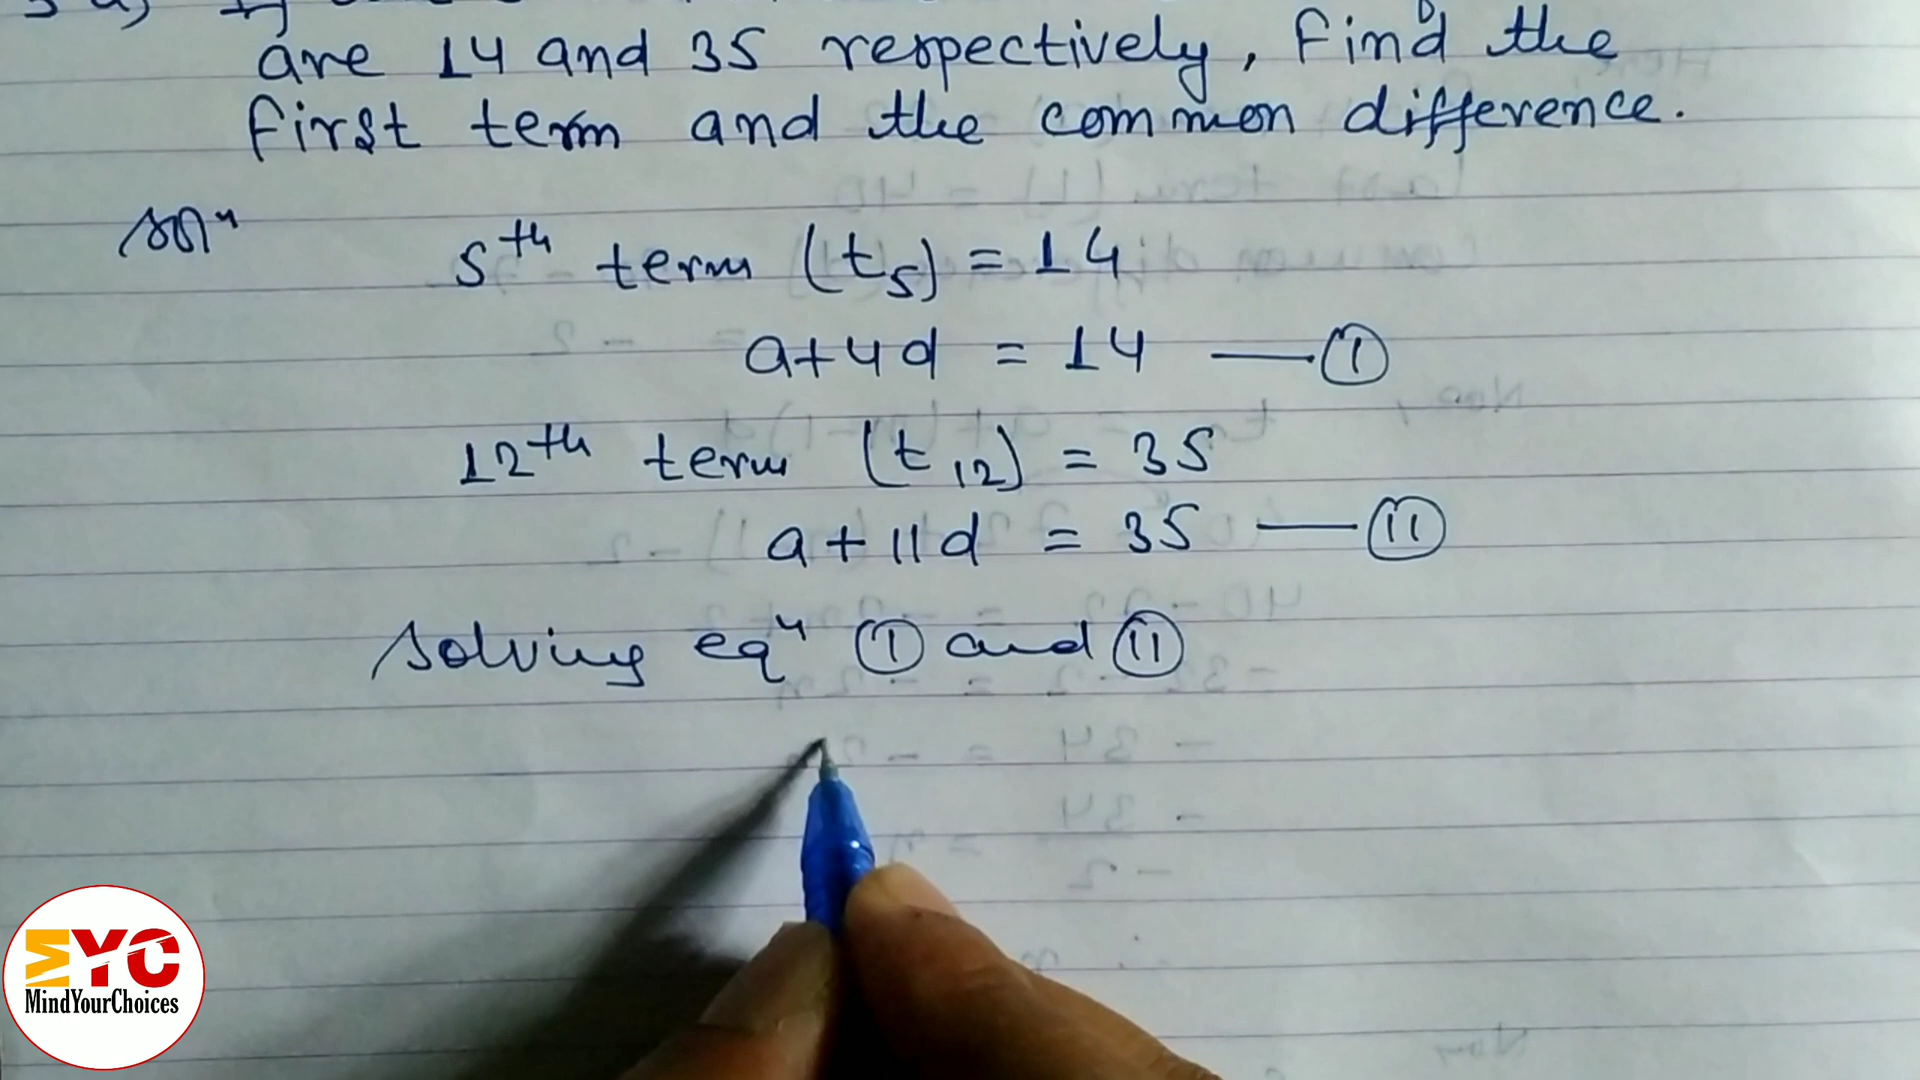 are 14 and 35 respectively, Find the
first term and the common difference.
Solⁿ
5th term (t5) = 14
a+4d = 14 — (I)
12th term (t12) = 35
a+11d = 35 — (II)
Solving eqⁿ (I) and (II)
MYC
MindYourChoices